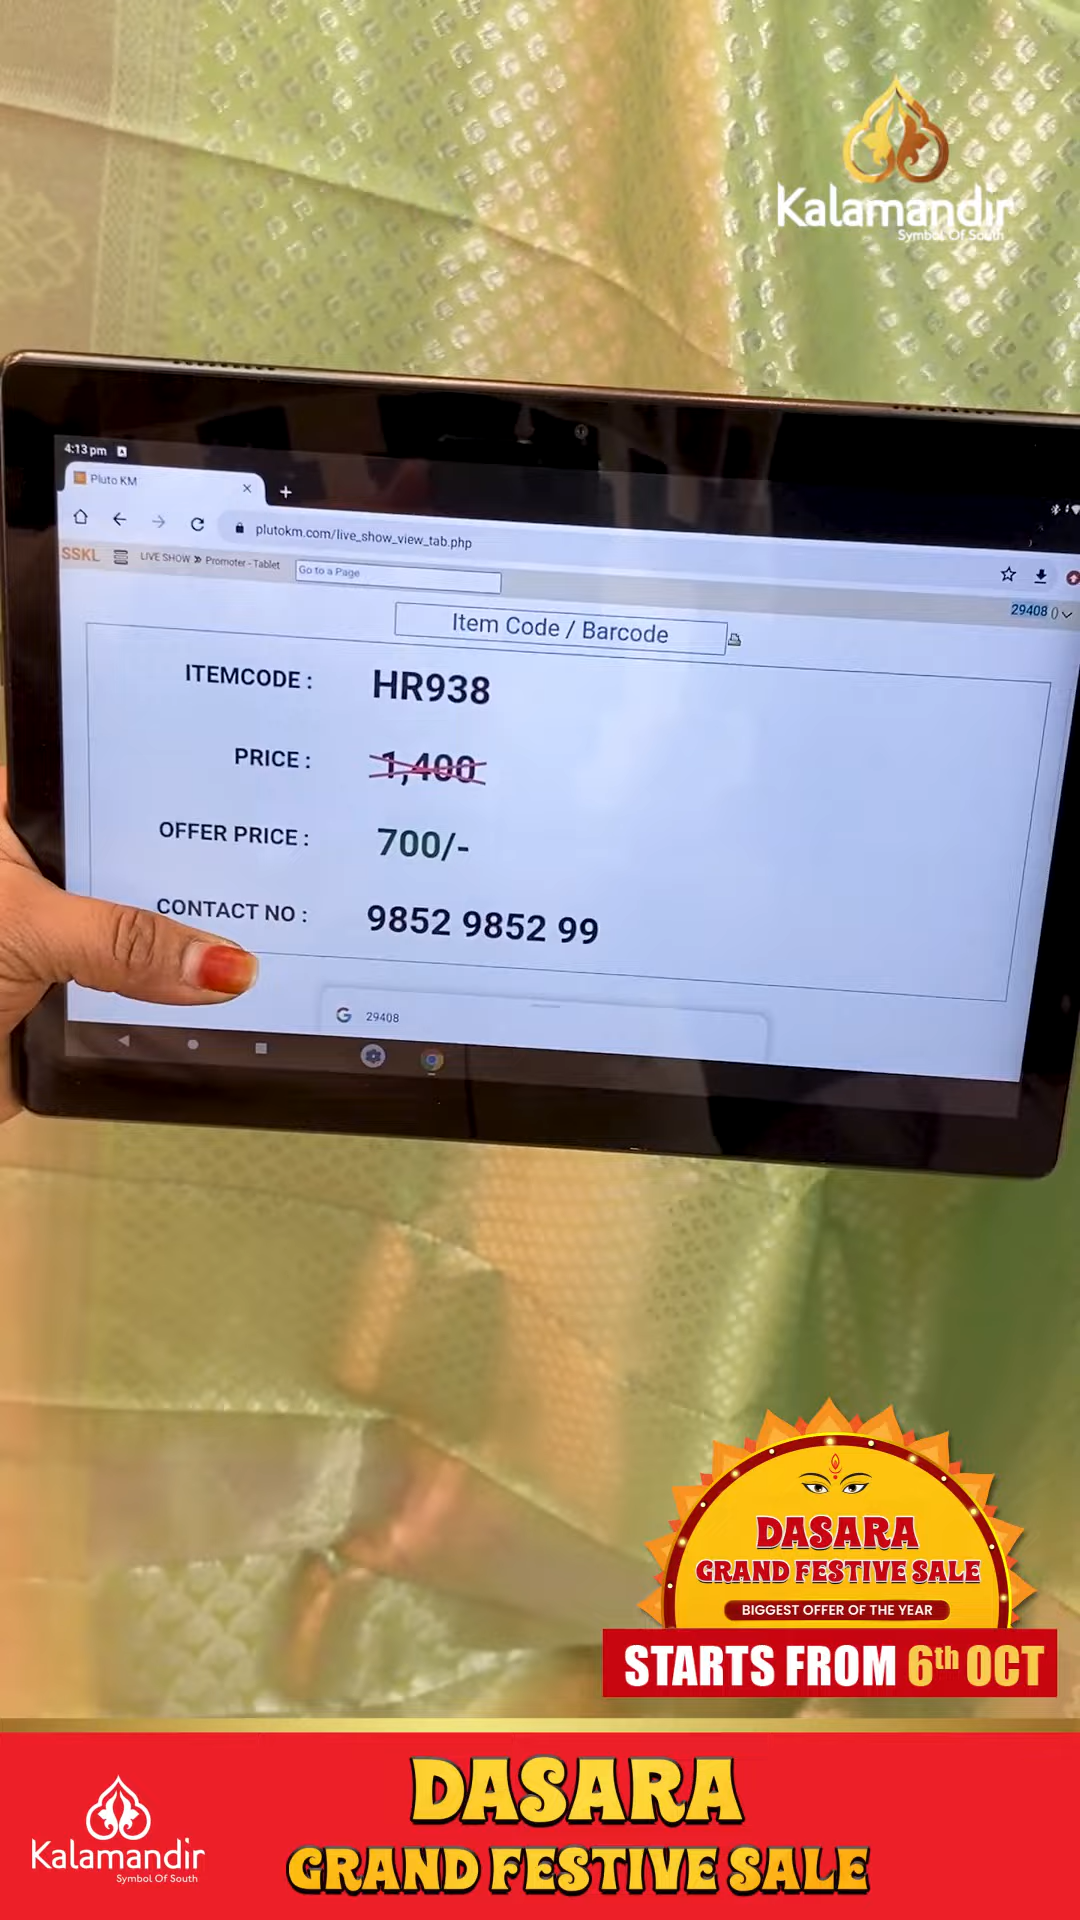 Kalamandir
Symbol Of South
4:13 pm
Pluto KM
plutokm.com/live_show_view_tab.php
SSKL
LIVE SHOW >> Promoter - Tablet
Go to a Page
29408 ()
Item Code / Barcode
ITEMCODE : HR938
PRICE : 1,400
OFFER PRICE : 700/-
CONTACT NO : 9852 9852 99
G 29408
DASARA
GRAND FESTIVE SALE
BIGGEST OFFER OF THE YEAR
STARTS FROM 6th OCT
Kalamandir
Symbol Of South
DASARA
GRAND FESTIVE SALE